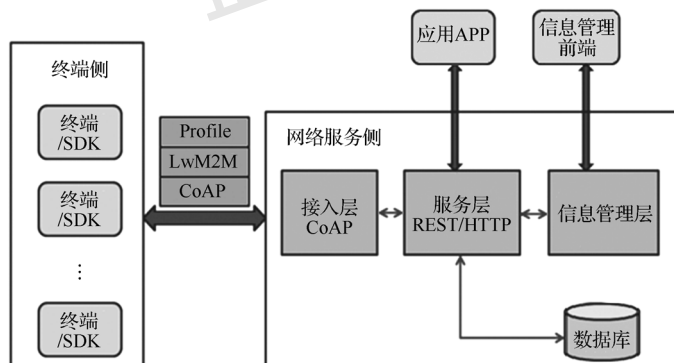 应用APP
信息管理
前端
终端侧
终端
/SDK
终端
/SDK
⋮
终端
/SDK
Profile
LwM2M
CoAP
网络服务侧
接入层
CoAP
服务层
REST/HTTP
信息管理层
数据库